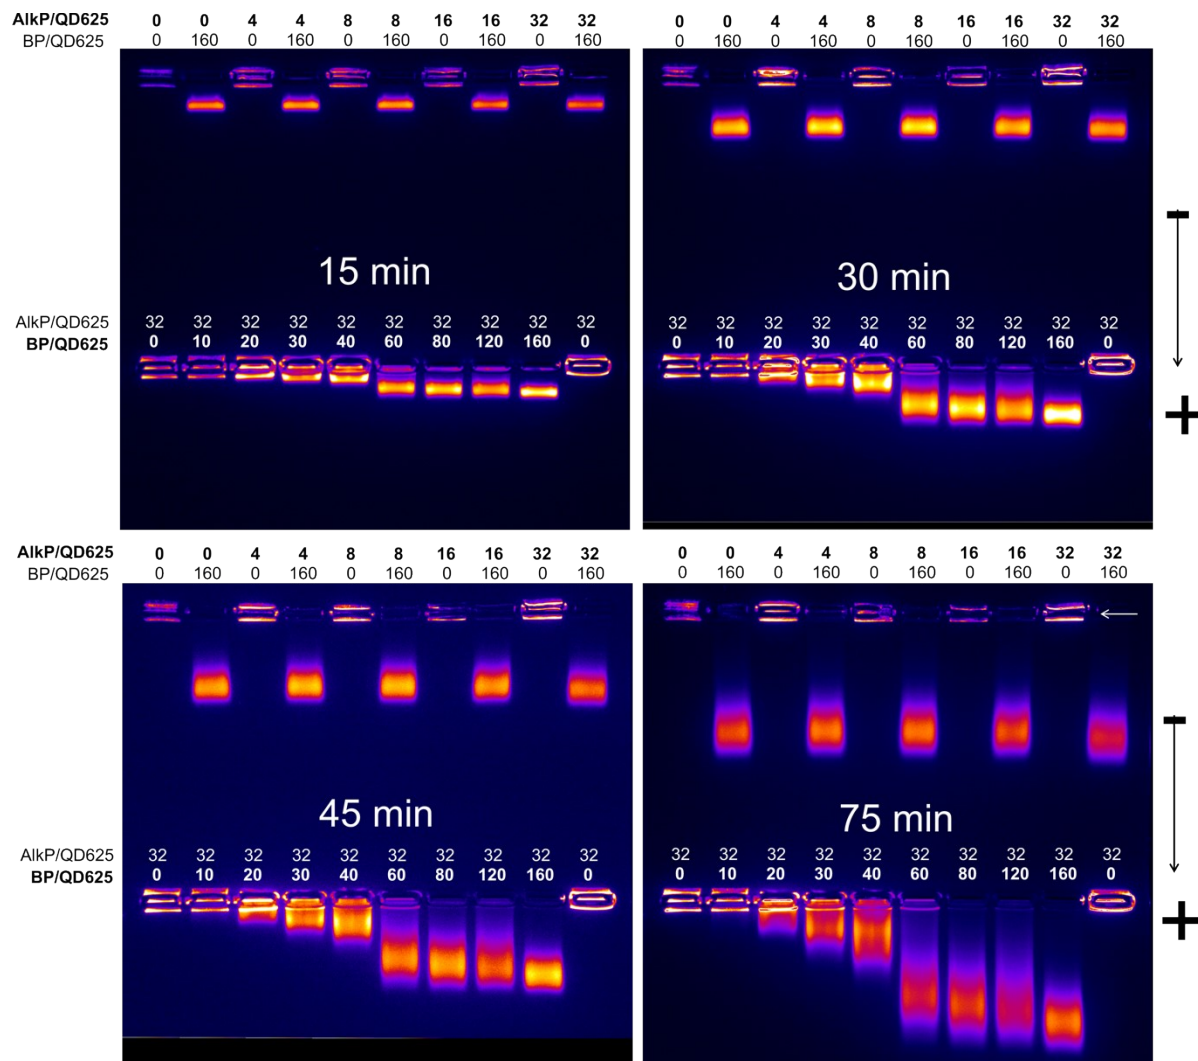 AlkP/QD625 0 0 4 4 8 8 16 16 32 32 0 0 4 4 8 8 16 16 32 32
BP/QD625 0 160 0 160 0 160 0 160 0 160 0 160 0 160 0 160 0 160 0 160
15 min 30 min
AlkP/QD625 32 32 32 32 32 32 32 32 32 32 32 32 32 32 32 32 32 32 32 32
BP/QD625 0 10 20 30 40 60 80 120 160 0 0 10 20 30 40 60 80 120 160 0
AlkP/QD625 0 0 4 4 8 8 16 16 32 32 0 0 4 4 8 8 16 16 32 32
BP/QD625 0 160 0 160 0 160 0 160 0 160 0 160 0 160 0 160 0 160 0 160
45 min 75 min
AlkP/QD625 32 32 32 32 32 32 32 32 32 32 32 32 32 32 32 32 32 32 32 32
BP/QD625 0 10 20 30 40 60 80 120 160 0 0 10 20 30 40 60 80 120 160 0